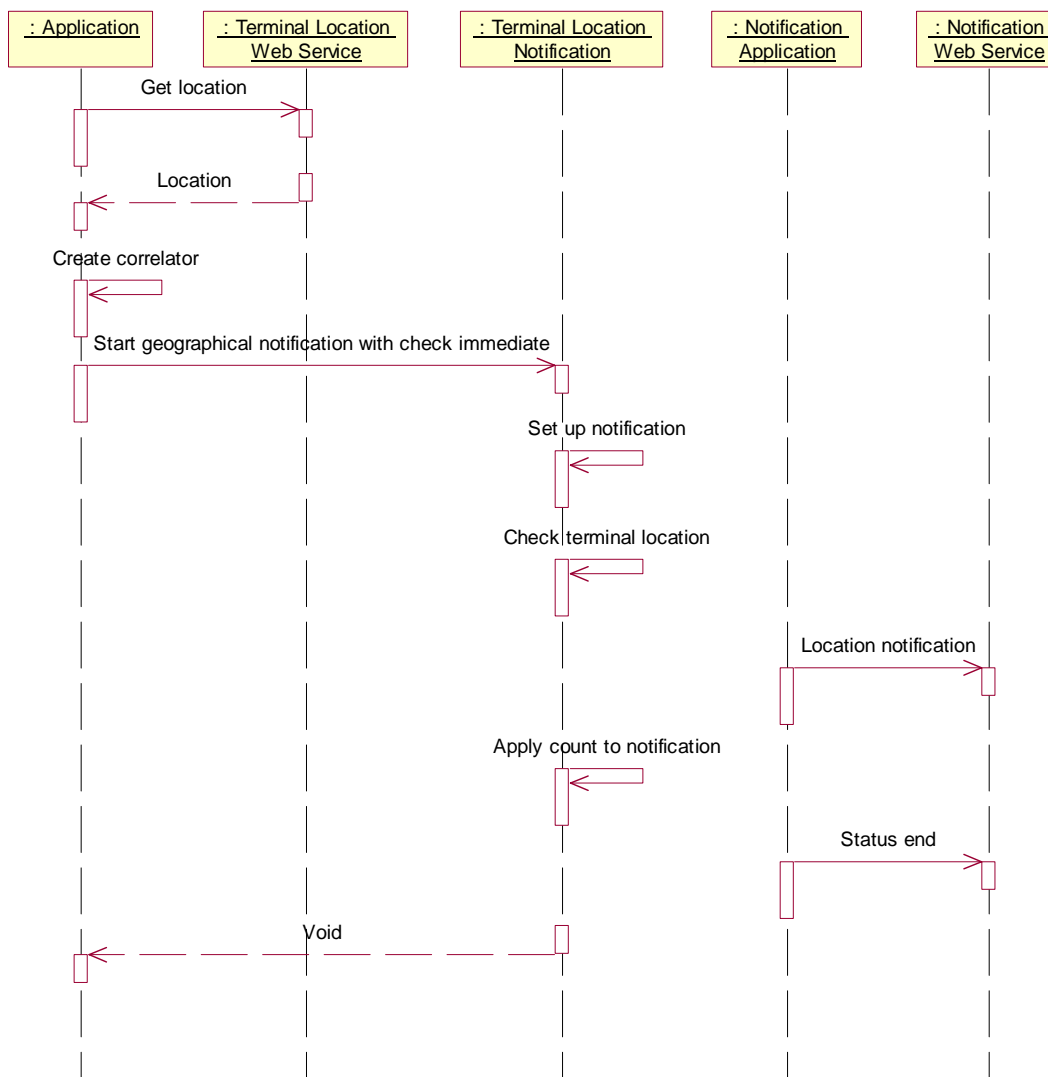 : Application
: Terminal Location
Web Service
: Terminal Location
Notification
: Notification
Application
: Notification
Web Service
Get location
Location
Create correlator
Start geographical notification with check immediate
Set up notification
Check terminal location
Location notification
Apply count to notification
Status end
Void